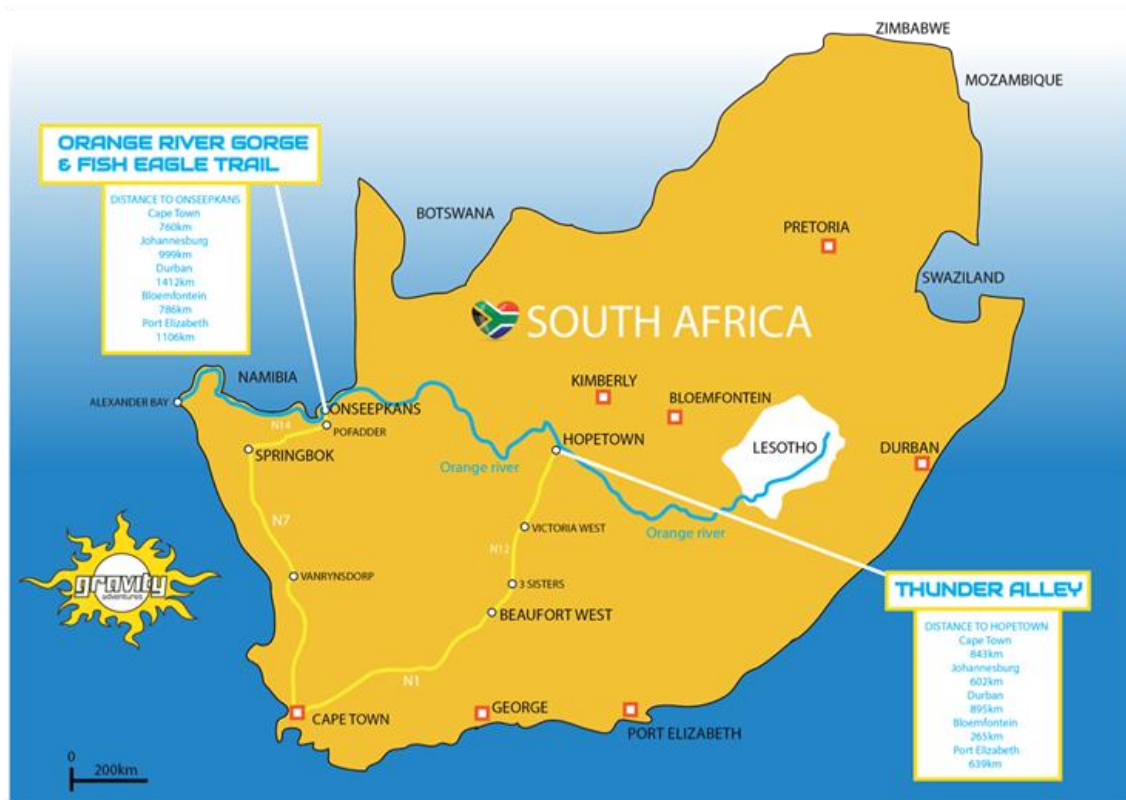 ZIMBABWE
MOZAMBIQUE
ORANGE RIVER GORGE
& FISH EAGLE TRAIL
DISTANCE TO ONSEEPKANS
Cape Town
760km
Johannesburg
999km
Durban
1412km
Bloemfontein
786km
Port Elizabeth
1106km
BOTSWANA
PRETORIA
SWAZILAND
SOUTH AFRICA
NAMIBIA
KIMBERLY
BLOEMFONTEIN
ALEXANDER BAY
ONSEEPKANS
N14
POFADDER
HOPETOWN
LESOTHO
DURBAN
SPRINGBOK
Orange river
N7
VICTORIA WEST
Orange river
N12
VANRYNSDORP
3 SISTERS
gravity
adventures
BEAUFORT WEST
THUNDER ALLEY
DISTANCE TO HOPETOWN
Cape Town
843km
Johannesburg
602km
Durban
895km
Bloemfontein
265km
Port Elizabeth
639km
N1
CAPE TOWN
GEORGE
PORT ELIZABETH
0
200km